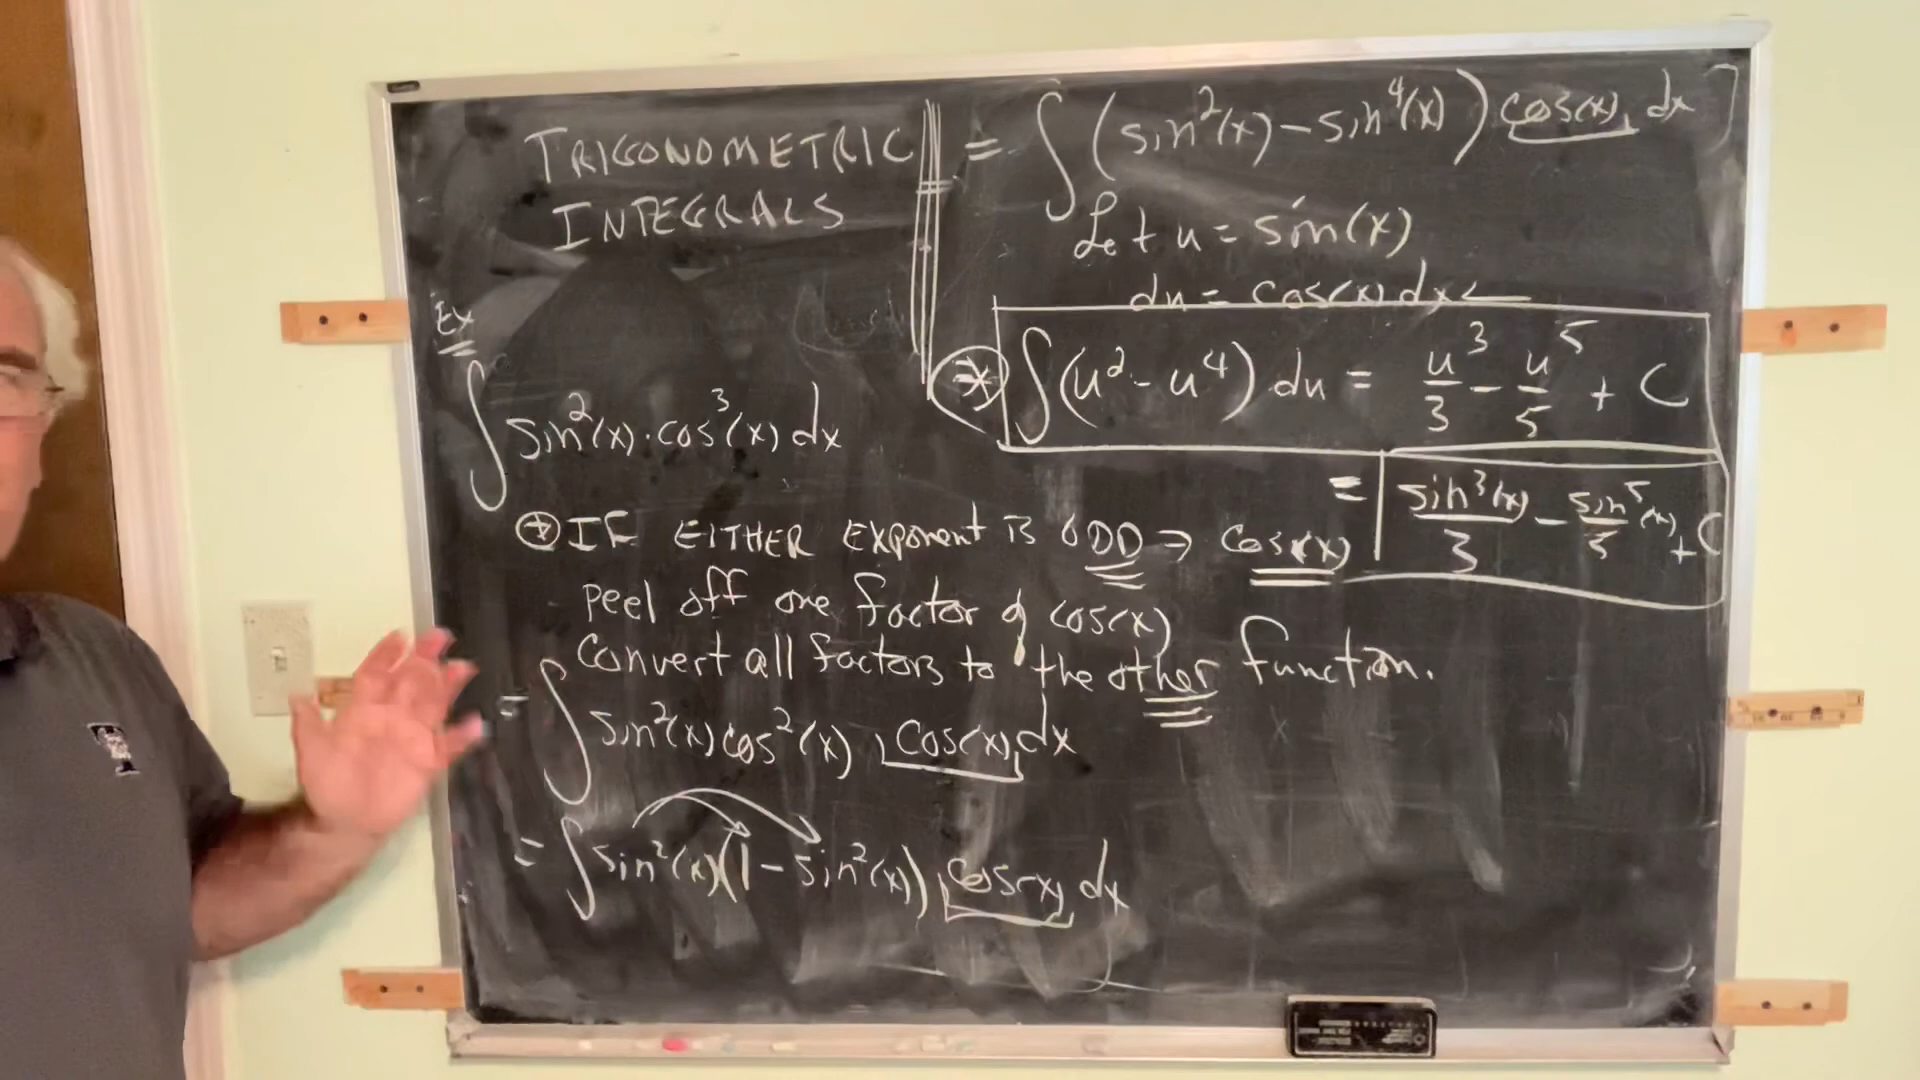 TRIGONOMETRIC
INTEGRALS
Ex
∫ sin²(x)·cos³(x) dx
→ IF EITHER EXPONENT IS ODD ⇒ cos(x)
peel off one factor of cos(x)
Convert all factors to the other function.
= ∫ sin²(x) cos²(x) cos(x) dx
= ∫ sin²(x)(1 - sin²(x)) cos(x) dx
= ∫ (sin²(x) - sin⁴(x)) cos(x) dx
Let u = sin(x)
du = cos(x) dx ←
∫(u² - u⁴) du = u³/3 - u⁵/5 + C
= sin³(x)/3 - sin⁵(x)/5 + C